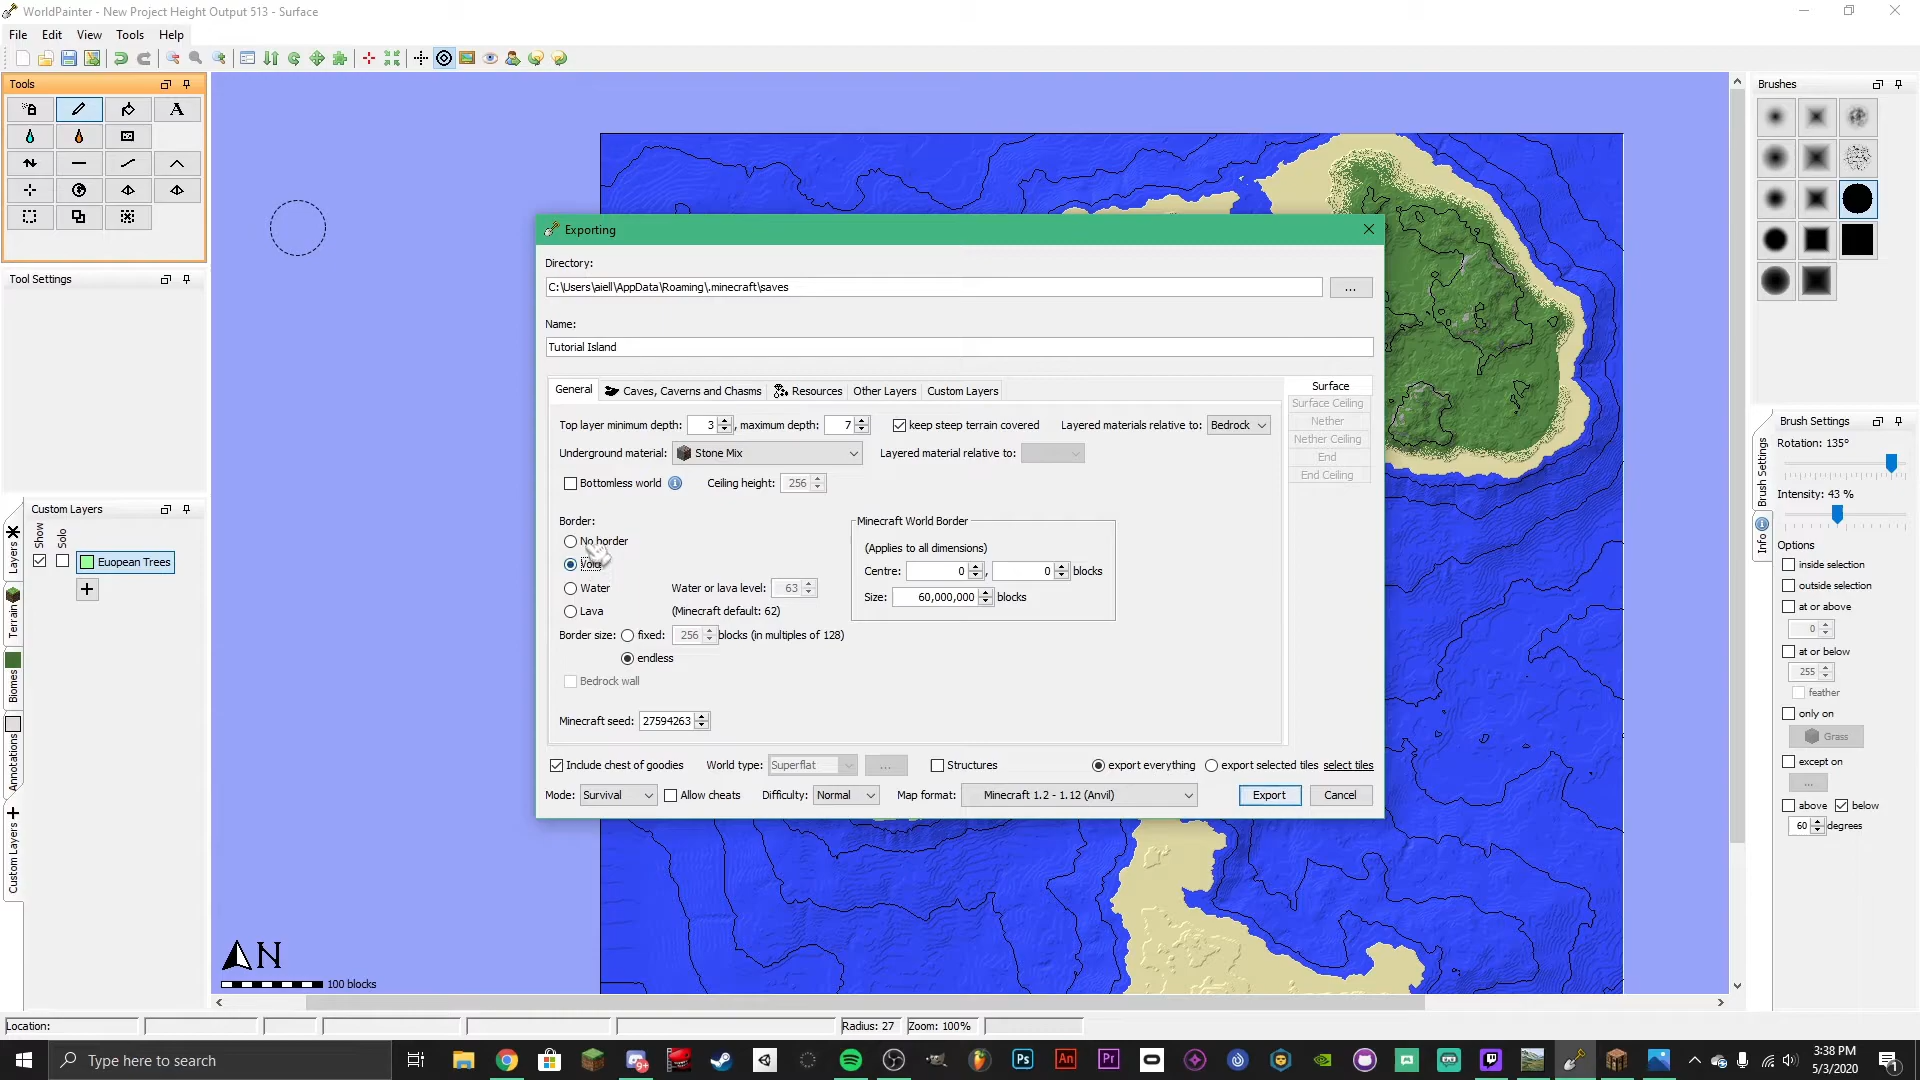 WorldPainter - New Project Height Output 513 - Surface
File Edit View Tools Help
Tools
A
Tool Settings
Custom Layers
Show
Solo
Euopean Trees
Layers
Terrain
Biomes
Annotations
Custom Layers
Exporting
Directory:
C:\Users\aiell\AppData\Roaming\.minecraft\saves
...
Name:
Tutorial Island
General Caves, Caverns and Chasms Resources Other Layers Custom Layers
Top layer minimum depth: 3 , maximum depth: 7 keep steep terrain covered Layered materials relative to: Bedrock
Underground material: Stone Mix Layered material relative to:
Bottomless world Ceiling height: 256
Border:
No border
Void
Water Water or lava level: 63
Lava (Minecraft default: 62)
Border size: fixed: 256 blocks (in multiples of 128)
endless
Bedrock wall
Minecraft World Border
(Applies to all dimensions)
Centre: 0 , 0 blocks
Size: 60,000,000 blocks
Minecraft seed: 27594263
Surface
Surface Ceiling
Nether
Nether Ceiling
End
End Ceiling
Include chest of goodies World type: Superflat ... Structures export everything export selected tiles select tiles
Mode: Survival Allow cheats Difficulty: Normal Map format: Minecraft 1.2 - 1.12 (Anvil) Export Cancel
Brushes
Brush Settings
Rotation: 135°
Intensity: 43 %
Options
inside selection
outside selection
at or above
0
at or below
255
feather
only on
Grass
except on
...
above below
60 degrees
Brush Settings
Info
N
100 blocks
Location: Radius: 27 Zoom: 100%
Type here to search
9+
Ps An Pr
3:38 PM
5/3/2020
1